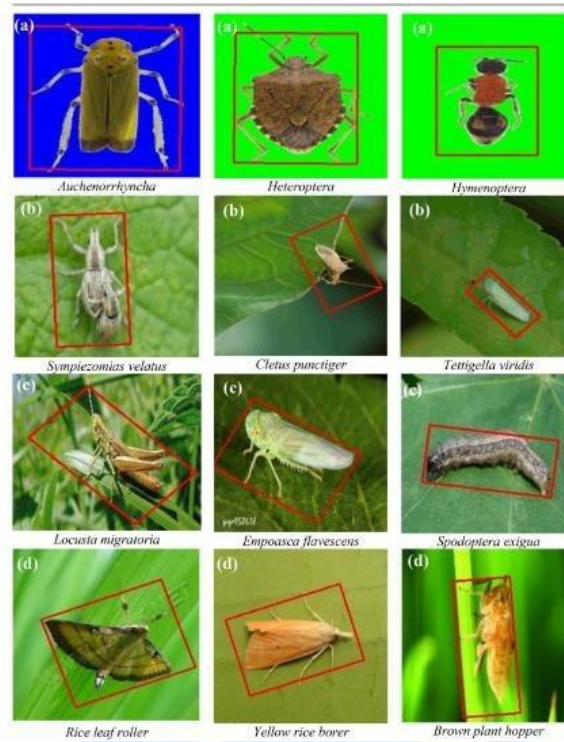 (a) (a) (a)
Auchenorrhyncha Heteroptera Hymenoptera
(b) (b) (b)
Sympiezomias velatus Cletus punctiger Tettigella viridis
(c) (c) (c)
Locusta migratoria Empoasca flavescens Spodoptera exigua
(d) (d) (d)
Rice leaf roller Yellow rice borer Brown plant hopper